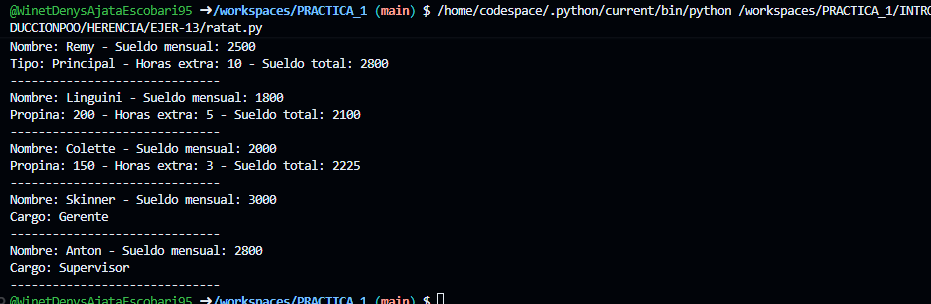 @WinetDenysAjataEscobari95 ➜/workspaces/PRACTICA_1 (main) $ /home/codespace/.python/current/bin/python /workspaces/PRACTICA_1/INTRO
DUCCIONPOO/HERENCIA/EJER-13/ratat.py
Nombre: Remy - Sueldo mensual: 2500
Tipo: Principal - Horas extra: 10 - Sueldo total: 2800
------------------------------
Nombre: Linguini - Sueldo mensual: 1800
Propina: 200 - Horas extra: 5 - Sueldo total: 2100
------------------------------
Nombre: Colette - Sueldo mensual: 2000
Propina: 150 - Horas extra: 3 - Sueldo total: 2225
------------------------------
Nombre: Skinner - Sueldo mensual: 3000
Cargo: Gerente
------------------------------
Nombre: Anton - Sueldo mensual: 2800
Cargo: Supervisor
------------------------------
@WinetDenysAjataEscobari95 ➜/workspaces/PRACTICA_1 (main) $